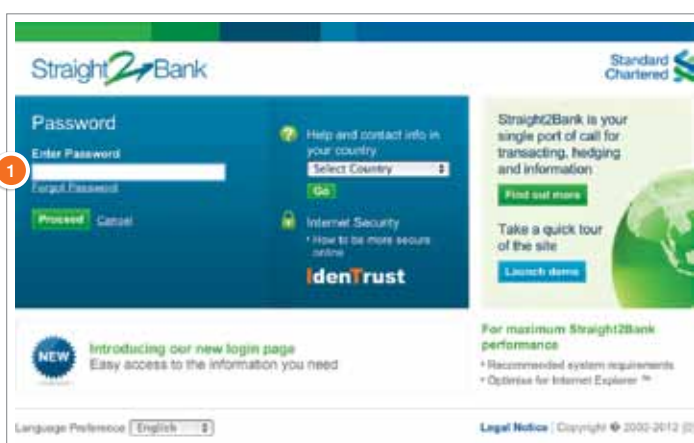 Straight2Bank
Standard
Chartered
Password
Enter Password
1
Forgot Password
Proceed Cancel
Help and contact info in
your country
Select Country
Go
Internet Security
• How to be more secure
online
IdenTrust
Straight2Bank is your
single port of call for
transacting, hedging
and information
Find out more
Take a quick tour
of the site
Launch demo
NEW
Introducing our new login page
Easy access to the information you need
For maximum Straight2Bank
performance
• Recommended system requirements
• Optimise for Internet Explorer ™
Language Preference English
Legal Notice | Copyright © 2002-2012